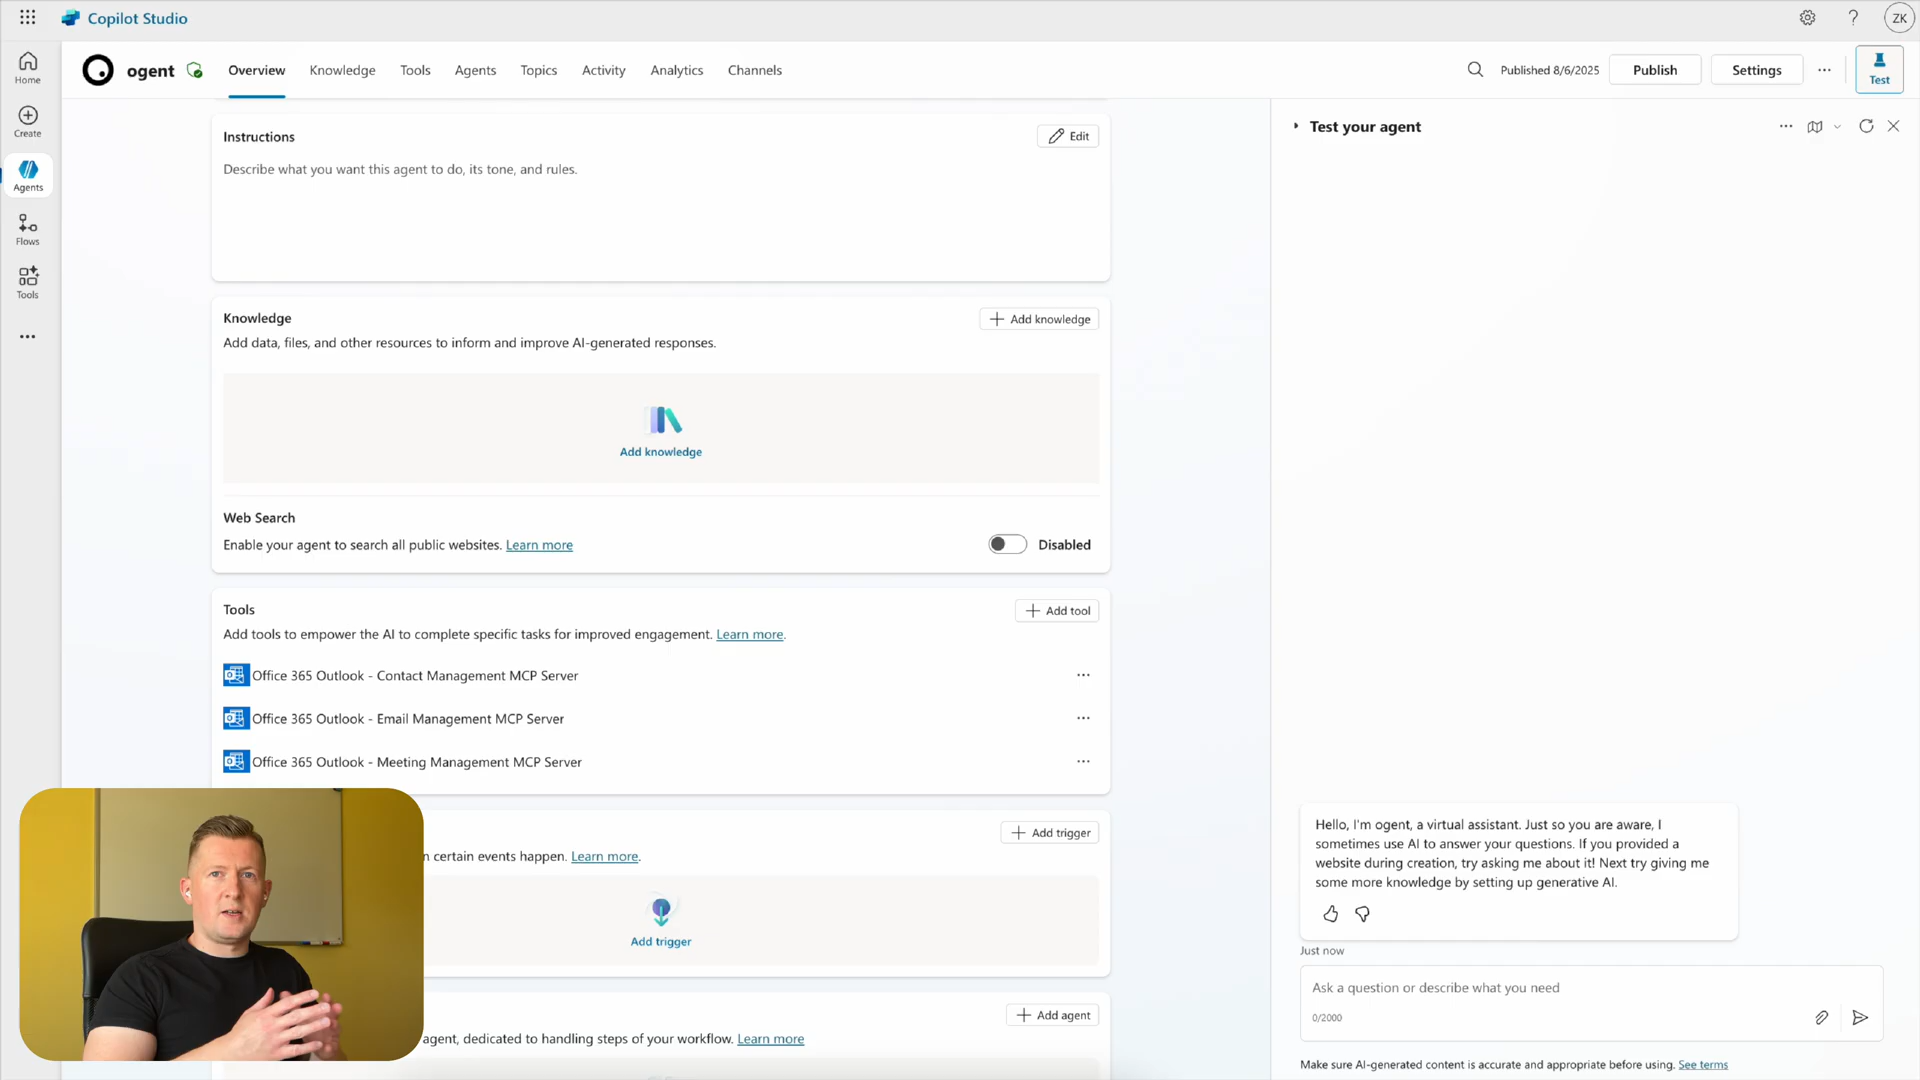 Copilot Studio
ZK
Home
Create
Agents
Flows
Tools
ogent
Overview
Knowledge
Tools
Agents
Topics
Activity
Analytics
Channels
Published 8/6/2025
Publish
Settings
Test
Instructions
Edit
Describe what you want this agent to do, its tone, and rules.
Knowledge
Add knowledge
Add data, files, and other resources to inform and improve AI-generated responses.
Add knowledge
Web Search
Enable your agent to search all public websites. Learn more
Disabled
Tools
Add tool
Add tools to empower the AI to complete specific tasks for improved engagement. Learn more.
Office 365 Outlook - Contact Management MCP Server
Office 365 Outlook - Email Management MCP Server
Office 365 Outlook - Meeting Management MCP Server
Add trigger
n certain events happen. Learn more.
Add trigger
Add agent
agent, dedicated to handling steps of your workflow. Learn more
Test your agent
Hello, I'm ogent, a virtual assistant. Just so you are aware, I
sometimes use AI to answer your questions. If you provided a
website during creation, try asking me about it! Next try giving me
some more knowledge by setting up generative AI.
Just now
Ask a question or describe what you need
0/2000
Make sure AI-generated content is accurate and appropriate before using. See terms